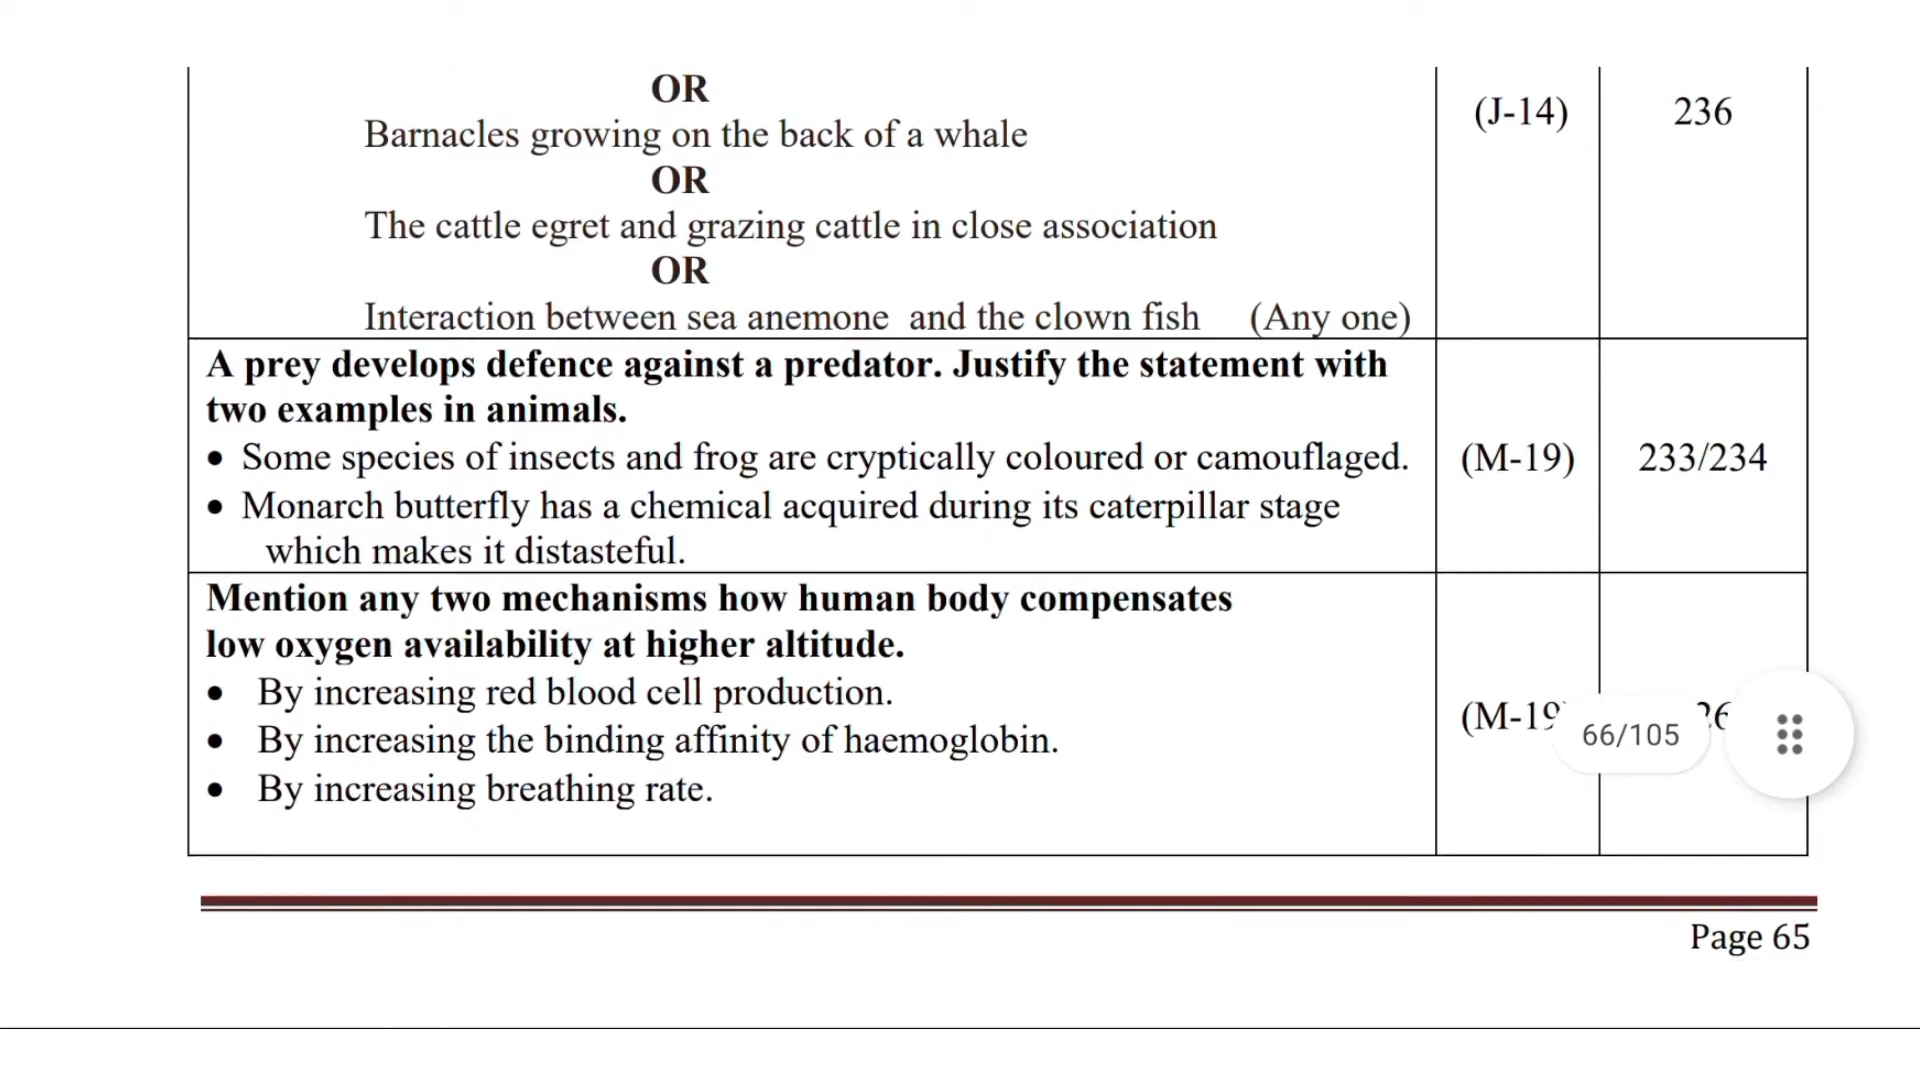 OR
Barnacles growing on the back of a whale
(J-14)
236
OR
The cattle egret and grazing cattle in close association
OR
Interaction between sea anemone and the clown fish (Any one)
A prey develops defence against a predator. Justify the statement with
two examples in animals.
• Some species of insects and frog are cryptically coloured or camouflaged.
• Monarch butterfly has a chemical acquired during its caterpillar stage
which makes it distasteful.
(M-19)
233/234
Mention any two mechanisms how human body compensates
low oxygen availability at higher altitude.
• By increasing red blood cell production.
• By increasing the binding affinity of haemoglobin.
• By increasing breathing rate.
(M-19
66/105
Page 65